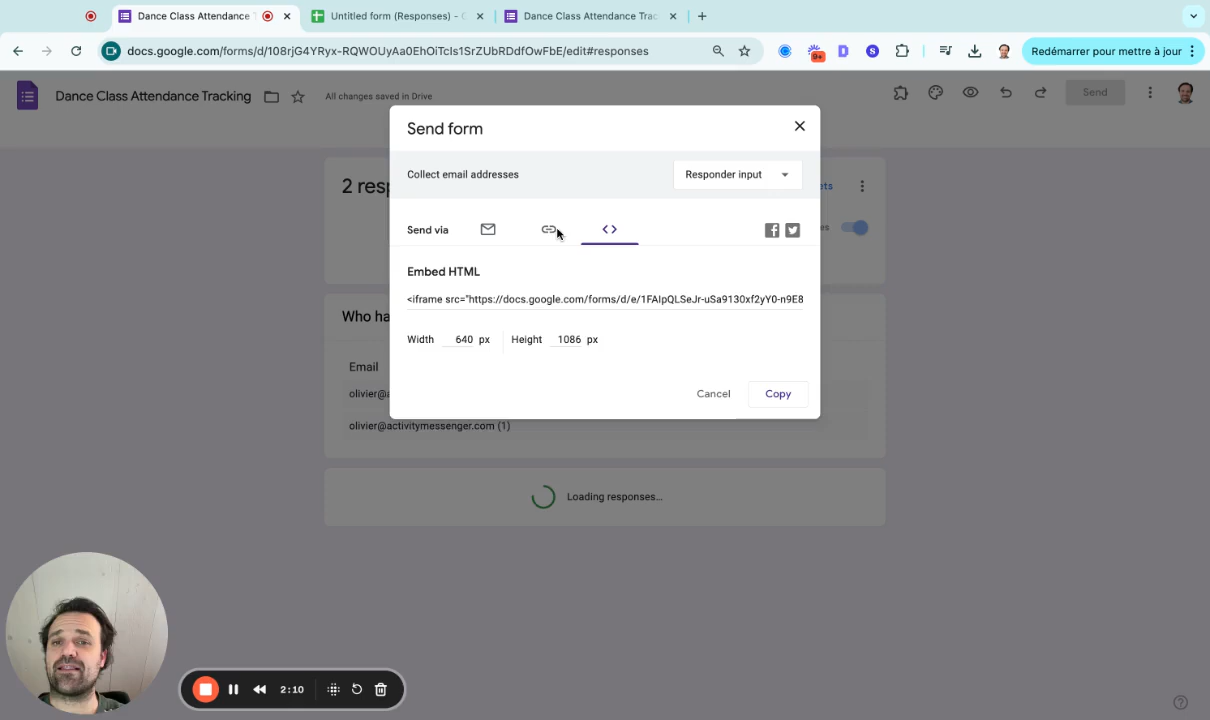 Dance Class Attendance T
Untitled form (Responses) - G
Dance Class Attendance Trac
docs.google.com/forms/d/108rjG4YRyx-RQWOUyAa0EhOiTcIs1SrZUbRDdfOwFbE/edit#responses
9+
S
Redémarrer pour mettre à jour
Dance Class Attendance Tracking
All changes saved in Drive
Send
Send form
Collect email addresses
Responder input
2 resp
ets
es
Send via
Embed HTML
<iframe src="https://docs.google.com/forms/d/e/1FAIpQLSeJr-uSa9130xf2yY0-n9E8
Who ha
Width 640 px Height 1086 px
Email
olivier@a
Cancel
Copy
olivier@activitymessenger.com (1)
Loading responses...
2:10